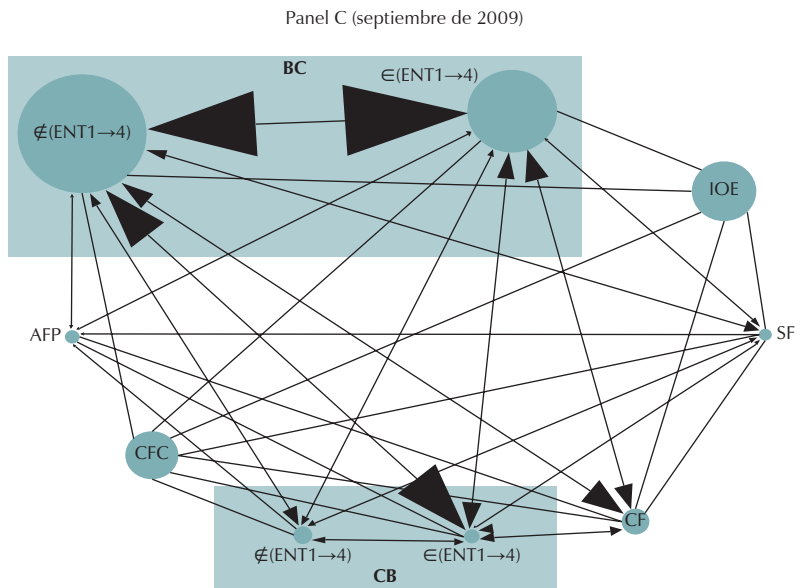 Panel C (septiembre de 2009)
BC
∈(ENT1→4)
∉(ENT1→4)
IOE
AFP
SF
CFC
CF
∉(ENT1→4)
∈(ENT1→4)
CB